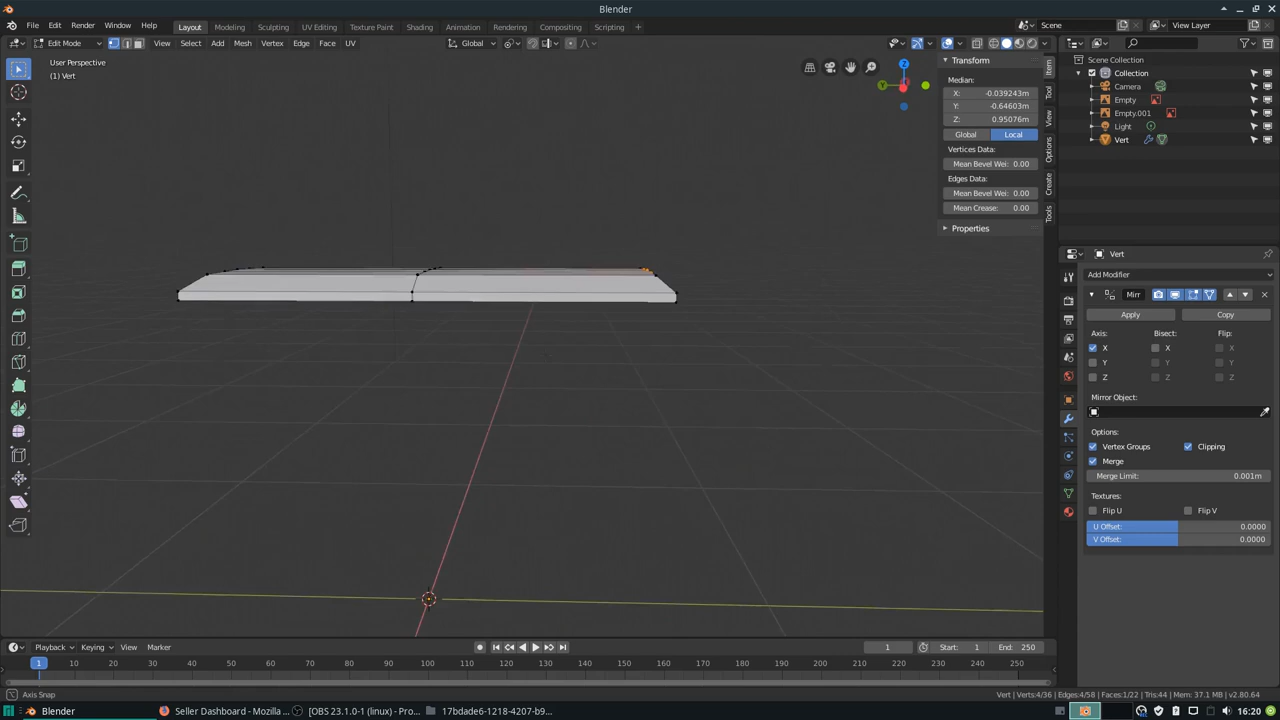 Blender
File Edit Render Window Help
Layout Modeling Sculpting UV Editing Texture Paint Shading Animation Rendering Compositing Scripting +
Scene
View Layer
Edit Mode View Select Add Mesh Vertex Edge Face UV
Global
User Perspective
(1) Vert
Z
Y
Transform
Median:
X: -0.039243m
Y: -0.64603m
Z: 0.95076m
Global Local
Vertices Data:
Mean Bevel Wei: 0.00
Edges Data:
Mean Bevel Wei: 0.00
Mean Crease: 0.00
Properties
Item
Tool
View
Options
Create
Tools
Scene Collection
Collection
Camera
Empty
Empty.001
Light
Vert
Vert
Add Modifier
Mirr
Apply Copy
Axis: Bisect: Flip:
X X X
Y Y Y
Z Z Z
Mirror Object:
Options:
Vertex Groups Clipping
Merge
Merge Limit: 0.001m
Textures:
Flip U Flip V
U Offset: 0.0000
V Offset: 0.0000
Playback Keying View Marker
1 Start: 1 End: 250
1 10 20 30 40 50 60 70 80 90 100 110 120 130 140 150 160 170 180 190 200 210 220 230 240 250
Axis Snap
Vert | Verts:4/36 | Edges:4/58 | Faces:1/22 | Tris:44 | Mem: 37.1 MB | v2.80.64
Blender
Seller Dashboard - Mozilla ...
[OBS 23.1.0-1 (linux) - Pro...
17bdade6-1218-4207-b9...
16:20